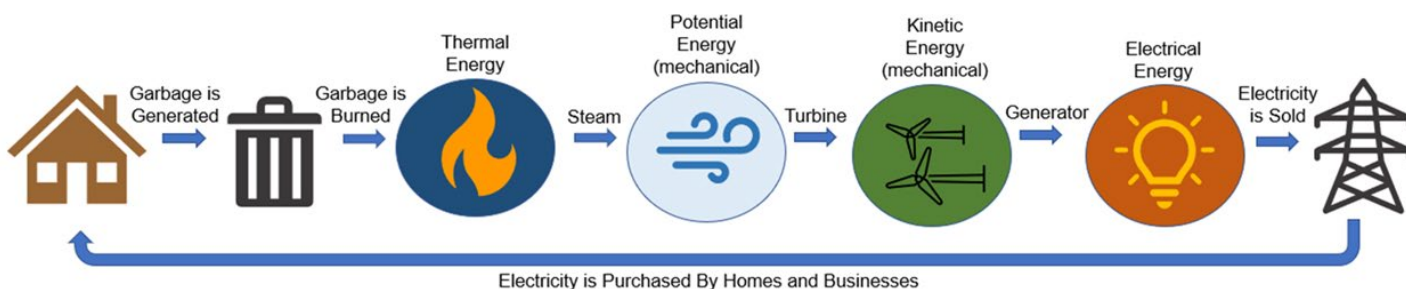 Garbage is
Generated
Garbage is
Burned
Thermal
Energy
Steam
Potential
Energy
(mechanical)
Turbine
Kinetic
Energy
(mechanical)
Generator
Electrical
Energy
Electricity
is Sold
Electricity is Purchased By Homes and Businesses